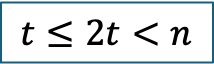 t ≤ 2t < n